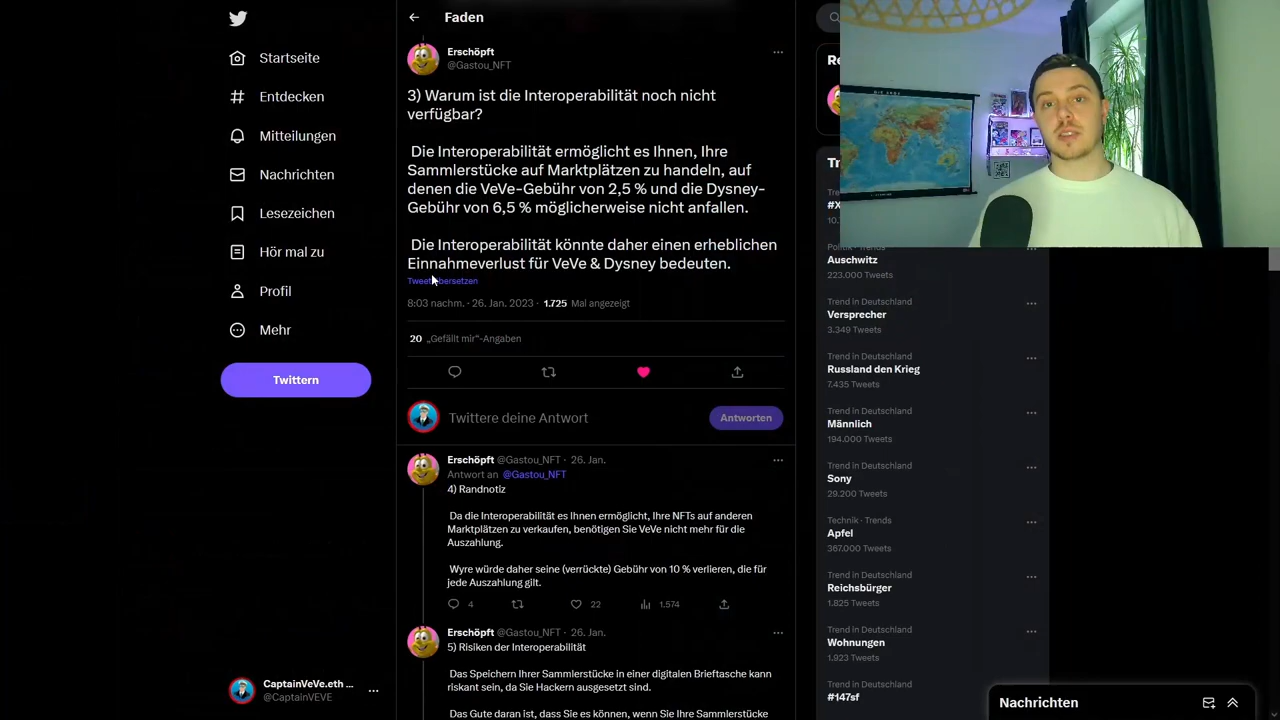 Startseite
Entdecken
Mitteilungen
Nachrichten
Lesezeichen
Hör mal zu
Profil
Mehr
Twittern
CaptainVeVe.eth ...
@CaptainVEVE
Faden
Erschöpft
@Gastou_NFT
3) Warum ist die Interoperabilität noch nicht
verfügbar?
Die Interoperabilität ermöglicht es Ihnen, Ihre
Sammlerstücke auf Marktplätzen zu handeln, auf
denen die VeVe-Gebühr von 2,5 % und die Dysney-
Gebühr von 6,5 % möglicherweise nicht anfallen.
Die Interoperabilität könnte daher einen erheblichen
Einnahmeverlust für VeVe & Dysney bedeuten.
8:03 nachm. · 26. Jan. 2023 · 1.725 Mal angezeigt
20 „Gefällt mir“-Angaben
Twittere deine Antwort
Antworten
Erschöpft @Gastou_NFT · 26. Jan.
Antwort an @Gastou_NFT
4) Randnotiz
Da die Interoperabilität es Ihnen ermöglicht, Ihre NFTs auf anderen
Marktplätzen zu verkaufen, benötigen Sie VeVe nicht mehr für die
Auszahlung.
Wyre würde daher seine (verrückte) Gebühr von 10 % verlieren, die für
jede Auszahlung gilt.
4
22
1.574
Erschöpft @Gastou_NFT · 26. Jan.
5) Risiken der Interoperabilität
Das Speichern Ihrer Sammlerstücke in einer digitalen Brieftasche kann
riskant sein, da Sie Hackern ausgesetzt sind.
Das Gute daran ist, dass Sie es können, wenn Sie Ihre Sammlerstücke
Auschwitz
223.000 Tweets
Trend in Deutschland
Versprecher
3.349 Tweets
Trend in Deutschland
Russland den Krieg
7.435 Tweets
Trend in Deutschland
Männlich
194.000 Tweets
Trend in Deutschland
Sony
29.200 Tweets
Technik · Trends
Apfel
367.000 Tweets
Trend in Deutschland
Reichsbürger
1.825 Tweets
Trend in Deutschland
Wohnungen
1.923 Tweets
Trend in Deutschland
#147sf
Nachrichten